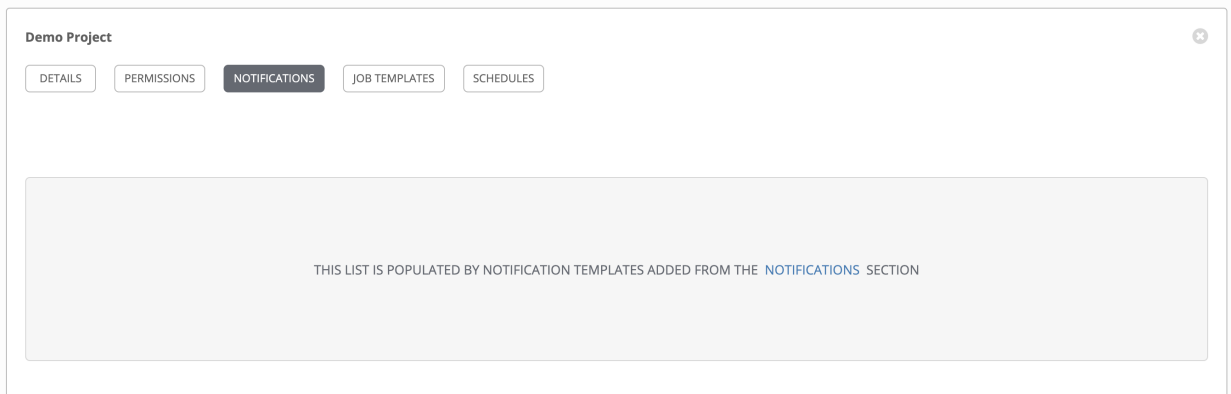 Demo Project
DETAILS PERMISSIONS NOTIFICATIONS JOB TEMPLATES SCHEDULES
THIS LIST IS POPULATED BY NOTIFICATION TEMPLATES ADDED FROM THE NOTIFICATIONS SECTION